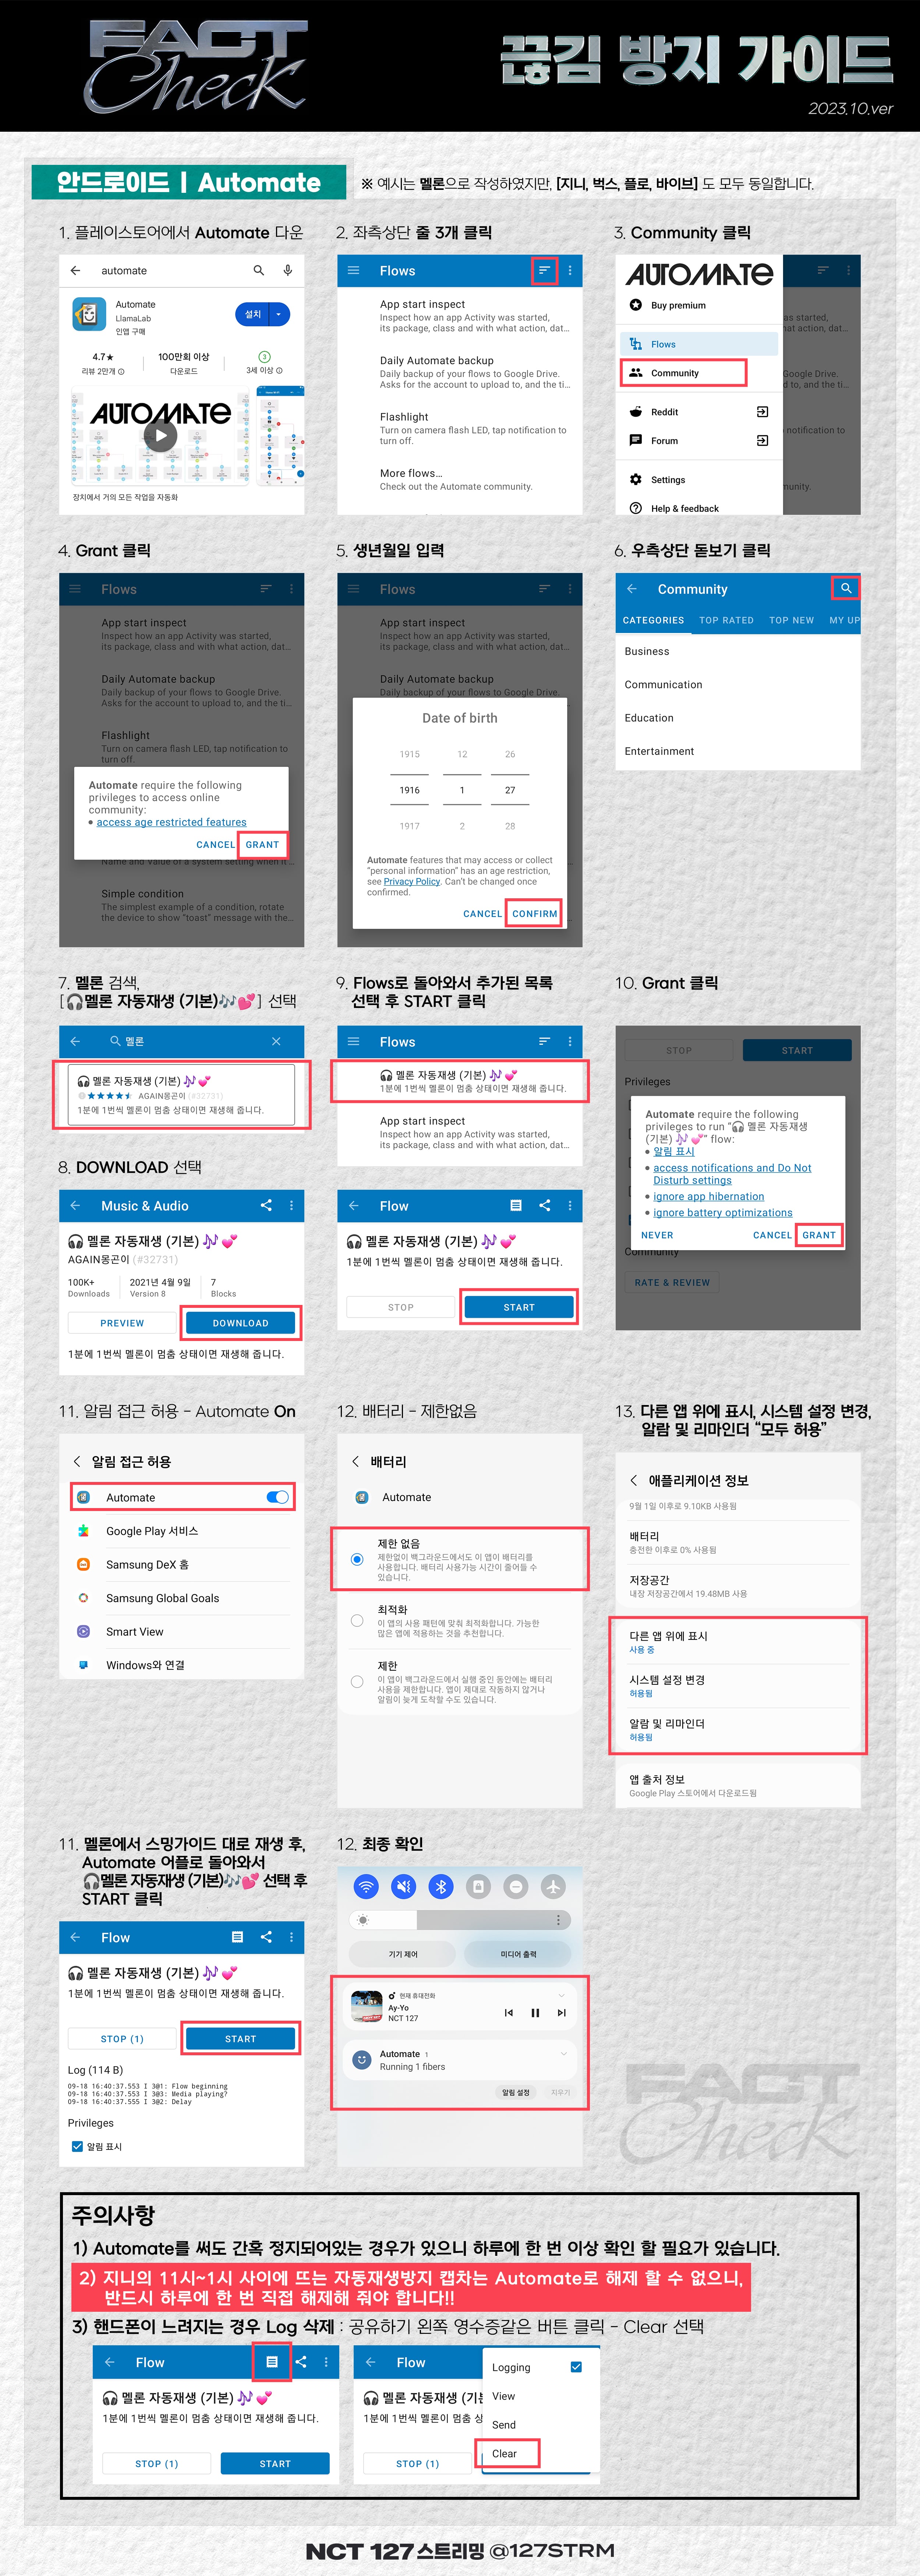 FACT
Check
끊김 방지 가이드
2023.10.ver
안드로이드 | Automate
※ 예시는 멜론으로 작성하였지만, [지니, 벅스, 플로, 바이브] 도 모두 동일합니다.
1. 플레이스토어에서 Automate 다운
automate
Automate
LlamaLab
인앱 구매
설치
4.7★
리뷰 2만개
100만회 이상
다운로드
3
3세 이상
AUTOMATE
장치에서 거의 모든 작업을 자동화
2. 좌측상단 줄 3개 클릭
Flows
App start inspect
Inspect how an app Activity was started,
its package, class and with what action, dat...
Daily Automate backup
Daily backup of your flows to Google Drive.
Asks for the account to upload to, and the ti...
Flashlight
Turn on camera flash LED, tap notification to
turn off.
More flows...
Check out the Automate community.
3. Community 클릭
AUTOMATE
Buy premium
Flows
Community
Reddit
Forum
Settings
Help & feedback
as started,
hat action, dat...
ogle Drive.
d to, and the ti...
notification to
munity.
4. Grant 클릭
Flows
App start inspect
Inspect how an app Activity was started,
its package, class and with what action, dat...
Daily Automate backup
Daily backup of your flows to Google Drive.
Asks for the account to upload to, and the ti...
Flashlight
Turn on camera flash LED, tap notification to
turn off.
Automate require the following
privileges to access online
community:
• access age restricted features
CANCEL GRANT
Name and value of a system setting when it ...
Simple condition
The simplest example of a condition, rotate
the device to show “toast” message with the...
5. 생년월일 입력
Flows
App start inspect
Inspect how an app Activity was started,
its package, class and with what action, dat...
Daily Automate backup
Daily backup of your flows to Google Drive.
Date of birth
1915 12 26
1916 1 27
1917 2 28
Automate features that may access or collect
“personal information” has an age restriction,
see Privacy Policy. Can't be changed once
confirmed.
CANCEL CONFIRM
6. 우측상단 돋보기 클릭
Community
CATEGORIES TOP RATED TOP NEW MY UP
Business
Communication
Education
Entertainment
7. 멜론 검색,
[🎧멜론 자동재생 (기본)🎶💕] 선택
멜론
🎧 멜론 자동재생 (기본) 🎶 💕
AGAIN몽곤이 (#32731)
1분에 1번씩 멜론이 멈춤 상태이면 재생해 줍니다.
8. DOWNLOAD 선택
Music & Audio
🎧 멜론 자동재생 (기본) 🎶 💕
AGAIN몽곤이 (#32731)
100K+
Downloads
2021년 4월 9일
Version 8
7
Blocks
PREVIEW
DOWNLOAD
1분에 1번씩 멜론이 멈춤 상태이면 재생해 줍니다.
9. Flows로 돌아와서 추가된 목록
선택 후 START 클릭
Flows
🎧 멜론 자동재생 (기본) 🎶 💕
1분에 1번씩 멜론이 멈춤 상태이면 재생해 줍니다.
App start inspect
Inspect how an app Activity was started,
its package, class and with what action, dat...
Flow
🎧 멜론 자동재생 (기본) 🎶 💕
1분에 1번씩 멜론이 멈춤 상태이면 재생해 줍니다.
STOP
START
10. Grant 클릭
STOP
START
Privileges
Automate require the following
privileges to run “🎧 멜론 자동재생
(기본) 🎶 💕” flow:
• 알림 표시
• access notifications and Do Not
Disturb settings
• ignore app hibernation
• ignore battery optimizations
NEVER CANCEL GRANT
Community
RATE & REVIEW
11. 알림 접근 허용 - Automate On
알림 접근 허용
Automate
Google Play 서비스
Samsung DeX 홈
Samsung Global Goals
Smart View
Windows와 연결
12. 배터리 - 제한없음
배터리
Automate
제한 없음
제한없이 백그라운드에서도 이 앱이 배터리를
사용합니다. 배터리 사용가능 시간이 줄어들 수
있습니다.
최적화
이 앱의 사용 패턴에 맞춰 최적화합니다. 가능한
많은 앱에 적용하는 것을 추천합니다.
제한
이 앱이 백그라운드에서 실행 중인 동안에는 배터리
사용을 제한합니다. 앱이 제대로 작동하지 않거나
알림이 늦게 도착할 수도 있습니다.
13. 다른 앱 위에 표시, 시스템 설정 변경,
알람 및 리마인더 “모두 허용”
애플리케이션 정보
9월 1일 이후로 9.10KB 사용됨
배터리
충전한 이후로 0% 사용됨
저장공간
내장 저장공간에서 19.48MB 사용
다른 앱 위에 표시
사용 중
시스템 설정 변경
허용됨
알람 및 리마인더
허용됨
앱 출처 정보
Google Play 스토어에서 다운로드됨
11. 멜론에서 스밍가이드 대로 재생 후,
Automate 어플로 돌아와서
🎧멜론 자동재생 (기본)🎶💕 선택 후
START 클릭
Flow
🎧 멜론 자동재생 (기본) 🎶 💕
1분에 1번씩 멜론이 멈춤 상태이면 재생해 줍니다.
STOP (1)
START
Log (114 B)
09-18 16:40:37.553 I 3@1: Flow beginning
09-18 16:40:37.553 I 3@3: Media playing?
09-18 16:40:37.555 I 3@2: Delay
Privileges
알림 표시
12. 최종 확인
기기 제어
미디어 출력
현재 휴대전화
Ay-Yo
NCT 127
Automate 1
Running 1 fibers
알림 설정
지우기
FACT
Check
주의사항
1) Automate를 써도 간혹 정지되어있는 경우가 있으니 하루에 한 번 이상 확인 할 필요가 있습니다.
2) 지니의 11시~1시 사이에 뜨는 자동재생방지 캡차는 Automate로 해제 할 수 없으니,
반드시 하루에 한 번 직접 해제해 줘야 합니다!!
3) 핸드폰이 느려지는 경우 Log 삭제 : 공유하기 왼쪽 영수증같은 버튼 클릭 - Clear 선택
Flow
🎧 멜론 자동재생 (기본) 🎶 💕
1분에 1번씩 멜론이 멈춤 상태이면 재생해 줍니다.
STOP (1)
START
Flow
🎧 멜론 자동재생 (기본)
1분에 1번씩 멜론이 멈춤 상
STOP (1)
Logging
View
Send
Clear
NCT 127 스트리밍 @127STRM